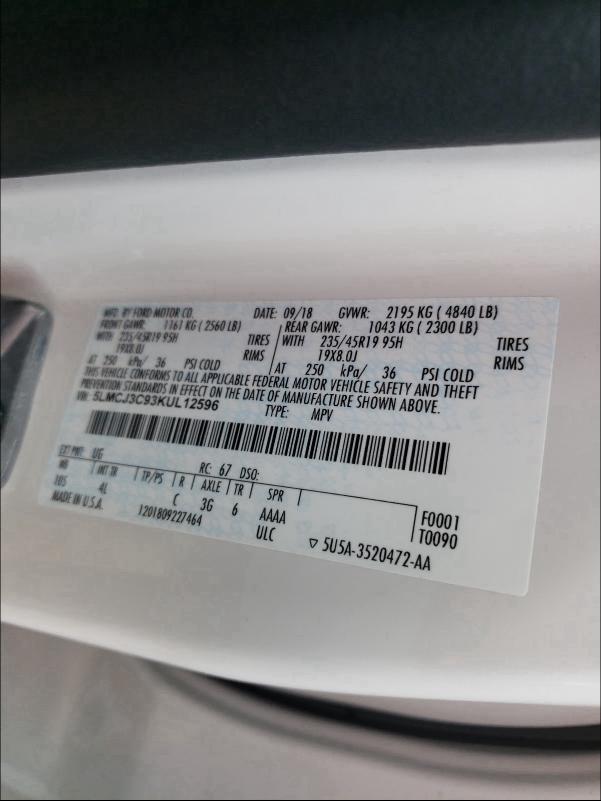 MFD. BY FORD MOTOR CO. DATE: 09/18 GVWR: 2195 KG ( 4840 LB)
FRONT GAWR: 1161 KG ( 2560 LB) REAR GAWR: 1043 KG ( 2300 LB)
WITH 235/45R19 95H TIRES WITH 235/45R19 95H TIRES
19X8.0J RIMS 19X8.0J RIMS
AT 250 kPa/ 36 PSI COLD AT 250 kPa/ 36 PSI COLD
THIS VEHICLE CONFORMS TO ALL APPLICABLE FEDERAL MOTOR VEHICLE SAFETY AND THEFT
PREVENTION STANDARDS IN EFFECT ON THE DATE OF MANUFACTURE SHOWN ABOVE.
VIN: 5LMCJ3C93KUL12596
TYPE: MPV
EXT PNT: UG RC: 67 DSO:
WB INT TR TP/PS R AXLE TR SPR
105 4L C 3G 6 AAAA F0001
ULC T0090
MADE IN U.S.A. 1201809227464
▽ 5U5A-3520472-AA